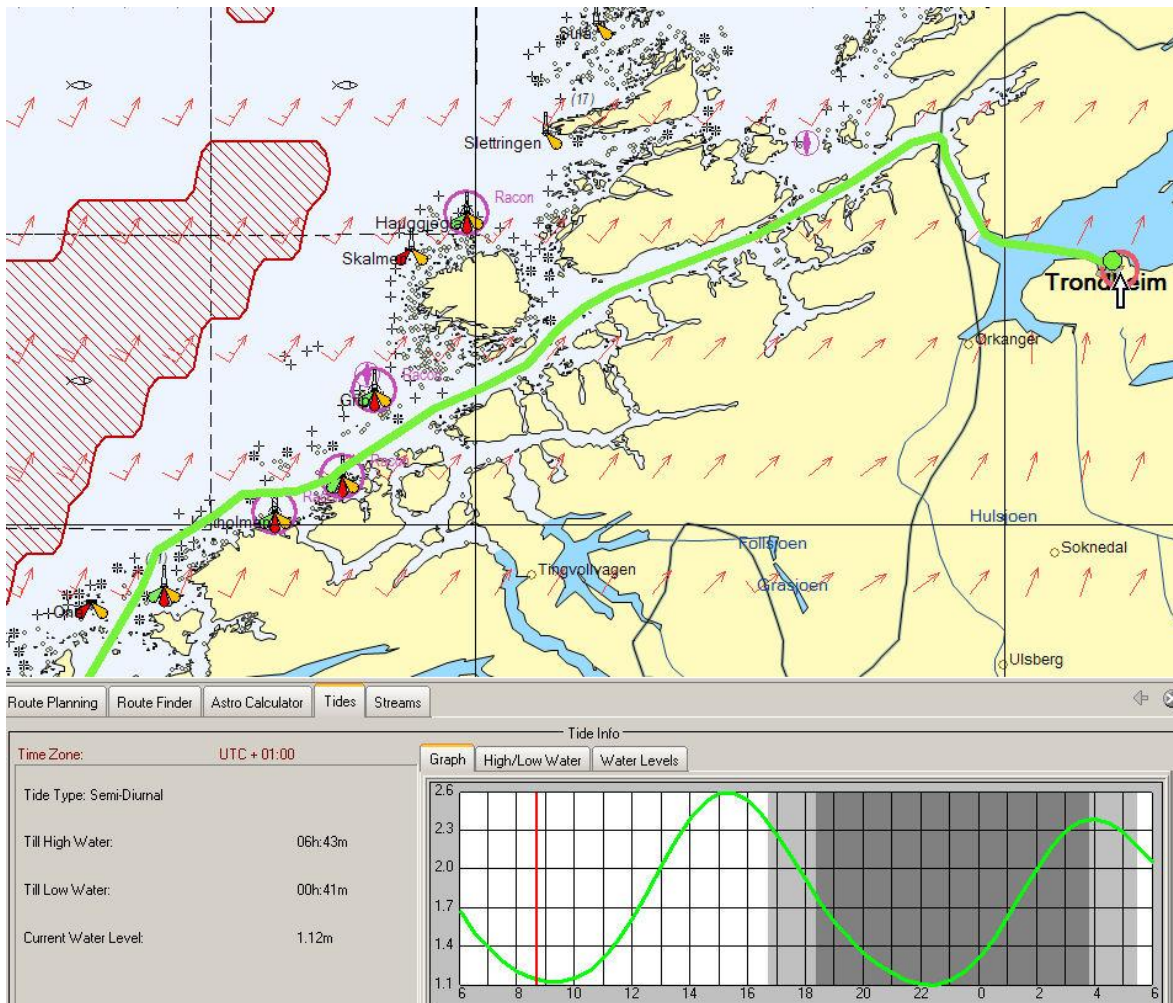 Sula
(17)
Slettringen
Racon
Skalmen
Trondheim
Orkanger
Racon
Grip
Hulsjoen
Follsjoen
Soknedal
Tingvollvagen
Grasjoen
Ulsberg
Route Planning Route Finder Astro Calculator Tides Streams
Tide Info
Time Zone: UTC + 01:00
Graph High/Low Water Water Levels
Tide Type: Semi-Diurnal
Till High Water: 06h:43m
Till Low Water: 00h:41m
Current Water Level: 1.12m
2.6
2.3
2.0
1.7
1.4
1.1
6 8 10 12 14 16 18 20 22 0 2 4 6